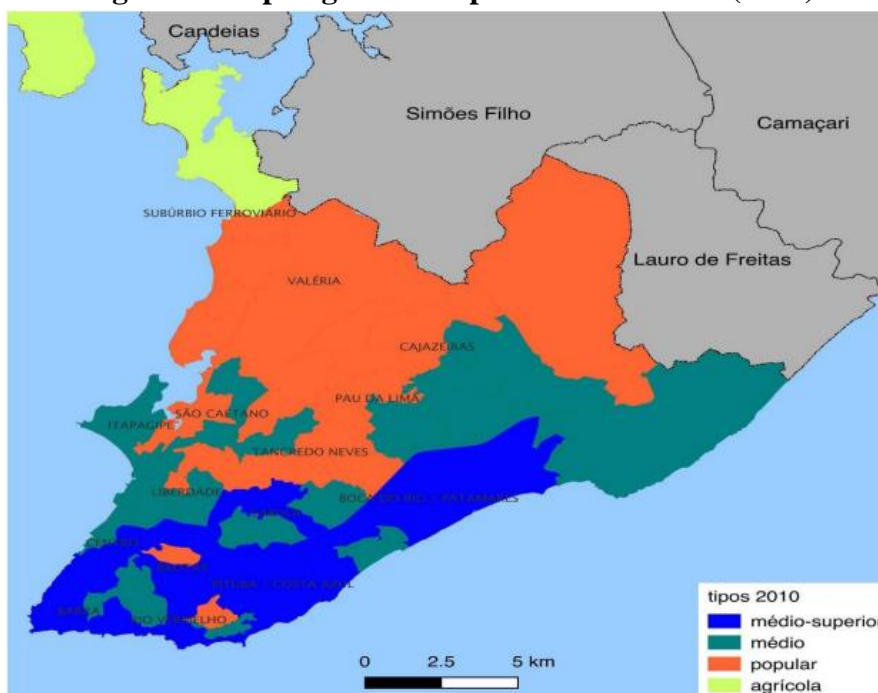 Candeias
Simões Filho
Camaçari
SUBÚRBIO FERROVIÁRIO
Lauro de Freitas
VALÉRIA
CAJAZEIRAS
PAU DA LIMA
SÃO CAETANO
ITAPAGIPE
TANCREDO NEVES
LIBERDADE
BOCA DO RIO - PATAMARES
CENTRO
PITUBA - COSTA AZUL
BARRA
RIO VERMELHO
tipos 2010
médio-superior
médio
popular
agrícola
0 2.5 5 km